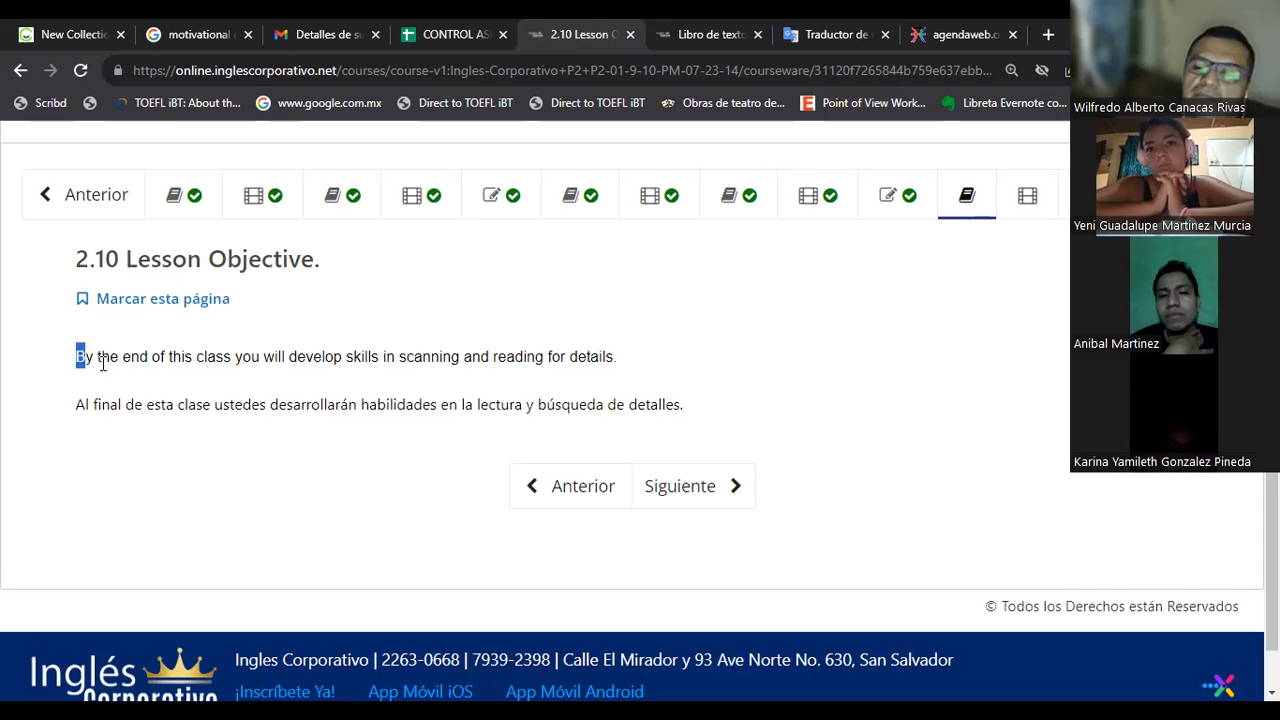 New Collecti
motivational
Detalles de su
CONTROL AS
2.10 Lesson O
Libro de texto
Traductor de
agendaweb.o
https://online.inglescorporativo.net/courses/course-v1:Ingles-Corporativo+P2+P2-01-9-10-PM-07-23-14/courseware/31120f7265844b759e637ebb...
Scribd
TOEFL iBT: About th...
www.google.com.mx
Direct to TOEFL iBT
Direct to TOEFL iBT
Obras de teatro de...
Point of View Work...
Libreta Evernote co...
Wilfredo Alberto Canacas Rivas
Yeni Guadalupe Martínez Murcia
Anibal Martinez
Karina Yamileth Gonzalez Pineda
Anterior
2.10 Lesson Objective.
Marcar esta página
By the end of this class you will develop skills in scanning and reading for details.
Al final de esta clase ustedes desarrollarán habilidades en la lectura y búsqueda de detalles.
Anterior
Siguiente
© Todos los Derechos están Reservados
Inglés
Corporativo
Ingles Corporativo | 2263-0668 | 7939-2398 | Calle El Mirador y 93 Ave Norte No. 630, San Salvador
¡Inscríbete Ya!
App Móvil iOS
App Móvil Android